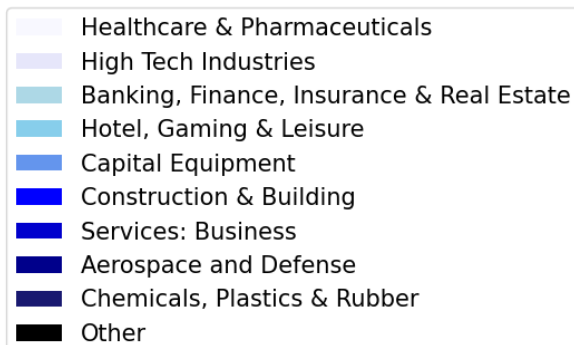 Healthcare & Pharmaceuticals
High Tech Industries
Banking, Finance, Insurance & Real Estate
Hotel, Gaming & Leisure
Capital Equipment
Construction & Building
Services: Business
Aerospace and Defense
Chemicals, Plastics & Rubber
Other